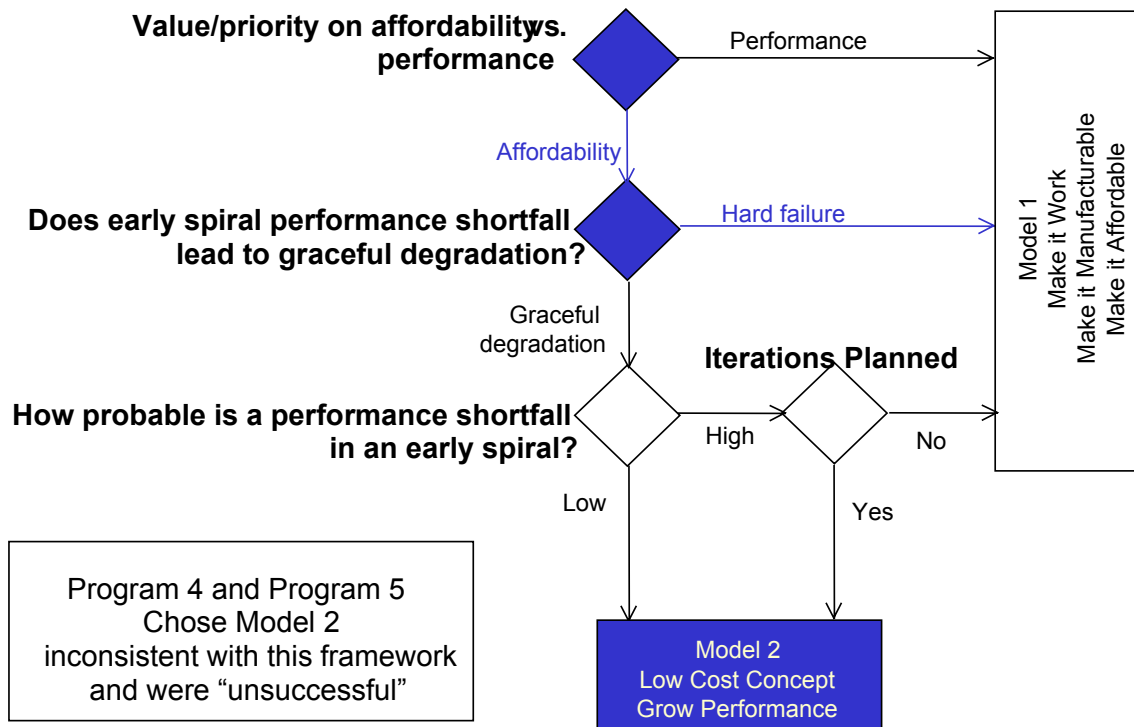 Value/priority on affordability vs.
performance
Performance
Affordability
Does early spiral performance shortfall
lead to graceful degradation?
Hard failure
Model 1
Make it Work
Make it Manufacturable
Make it Affordable
Graceful
degradation
Iterations Planned
How probable is a performance shortfall
in an early spiral?
High
No
Low
Yes
Program 4 and Program 5
Chose Model 2
inconsistent with this framework
and were “unsuccessful”
Model 2
Low Cost Concept
Grow Performance